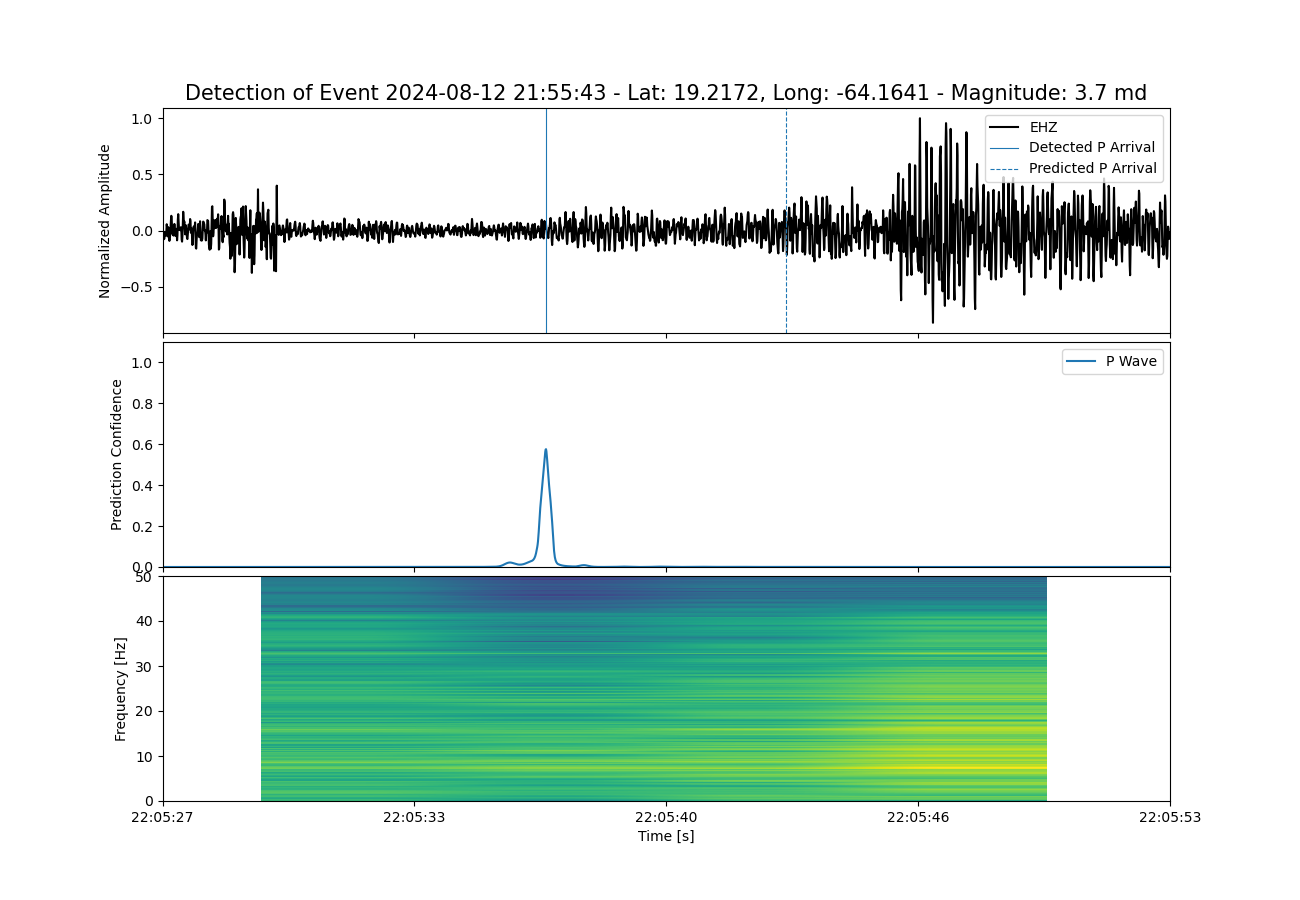 Detection of Event 2024-08-12 21:55:43 - Lat: 19.2172, Long: -64.1641 - Magnitude: 3.7 md
Normalized Amplitude
1.0
0.5
0.0
−0.5
EHZ
Detected P Arrival
Predicted P Arrival
Prediction Confidence
1.0
0.8
0.6
0.4
0.2
0.0
P Wave
Frequency [Hz]
50
40
30
20
10
0
22:05:27 22:05:33 22:05:40 22:05:46 22:05:53
Time [s]